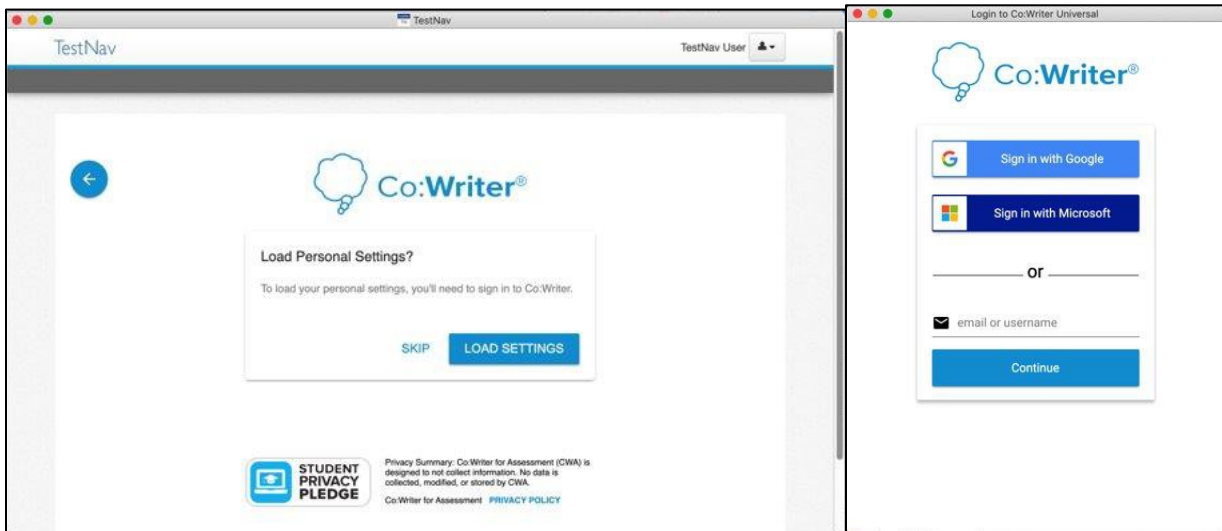 TestNav
TestNav
TestNav User
Co:Writer®
Load Personal Settings?
To load your personal settings, you'll need to sign in to Co:Writer.
SKIP
LOAD SETTINGS
STUDENT
PRIVACY
PLEDGE
Privacy Summary: Co:Writer for Assessment (CWA) is
designed to not collect information. No data is
collected, modified, or stored by CWA.
Co:Writer for Assessment PRIVACY POLICY
Login to Co:Writer Universal
Co:Writer®
Sign in with Google
Sign in with Microsoft
or
email or username
Continue